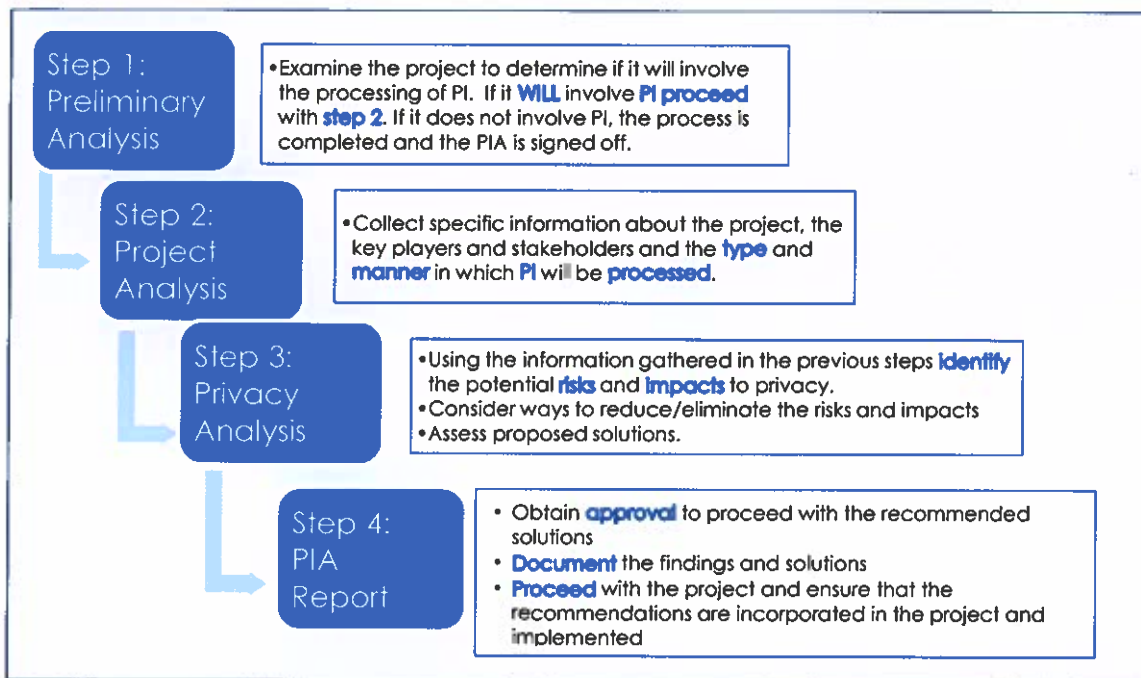 Step 1:
Preliminary
Analysis
•Examine the project to determine if it will involve
the processing of PI. If it WILL involve PI proceed
with step 2. If it does not involve PI, the process is
completed and the PIA is signed off.
Step 2:
Project
Analysis
•Collect specific information about the project, the
key players and stakeholders and the type and
manner in which PI will be processed.
Step 3:
Privacy
Analysis
•Using the information gathered in the previous steps identify
the potential risks and impacts to privacy.
•Consider ways to reduce/eliminate the risks and impacts
•Assess proposed solutions.
Step 4:
PIA
Report
• Obtain approval to proceed with the recommended
solutions
• Document the findings and solutions
• Proceed with the project and ensure that the
recommendations are incorporated in the project and
implemented